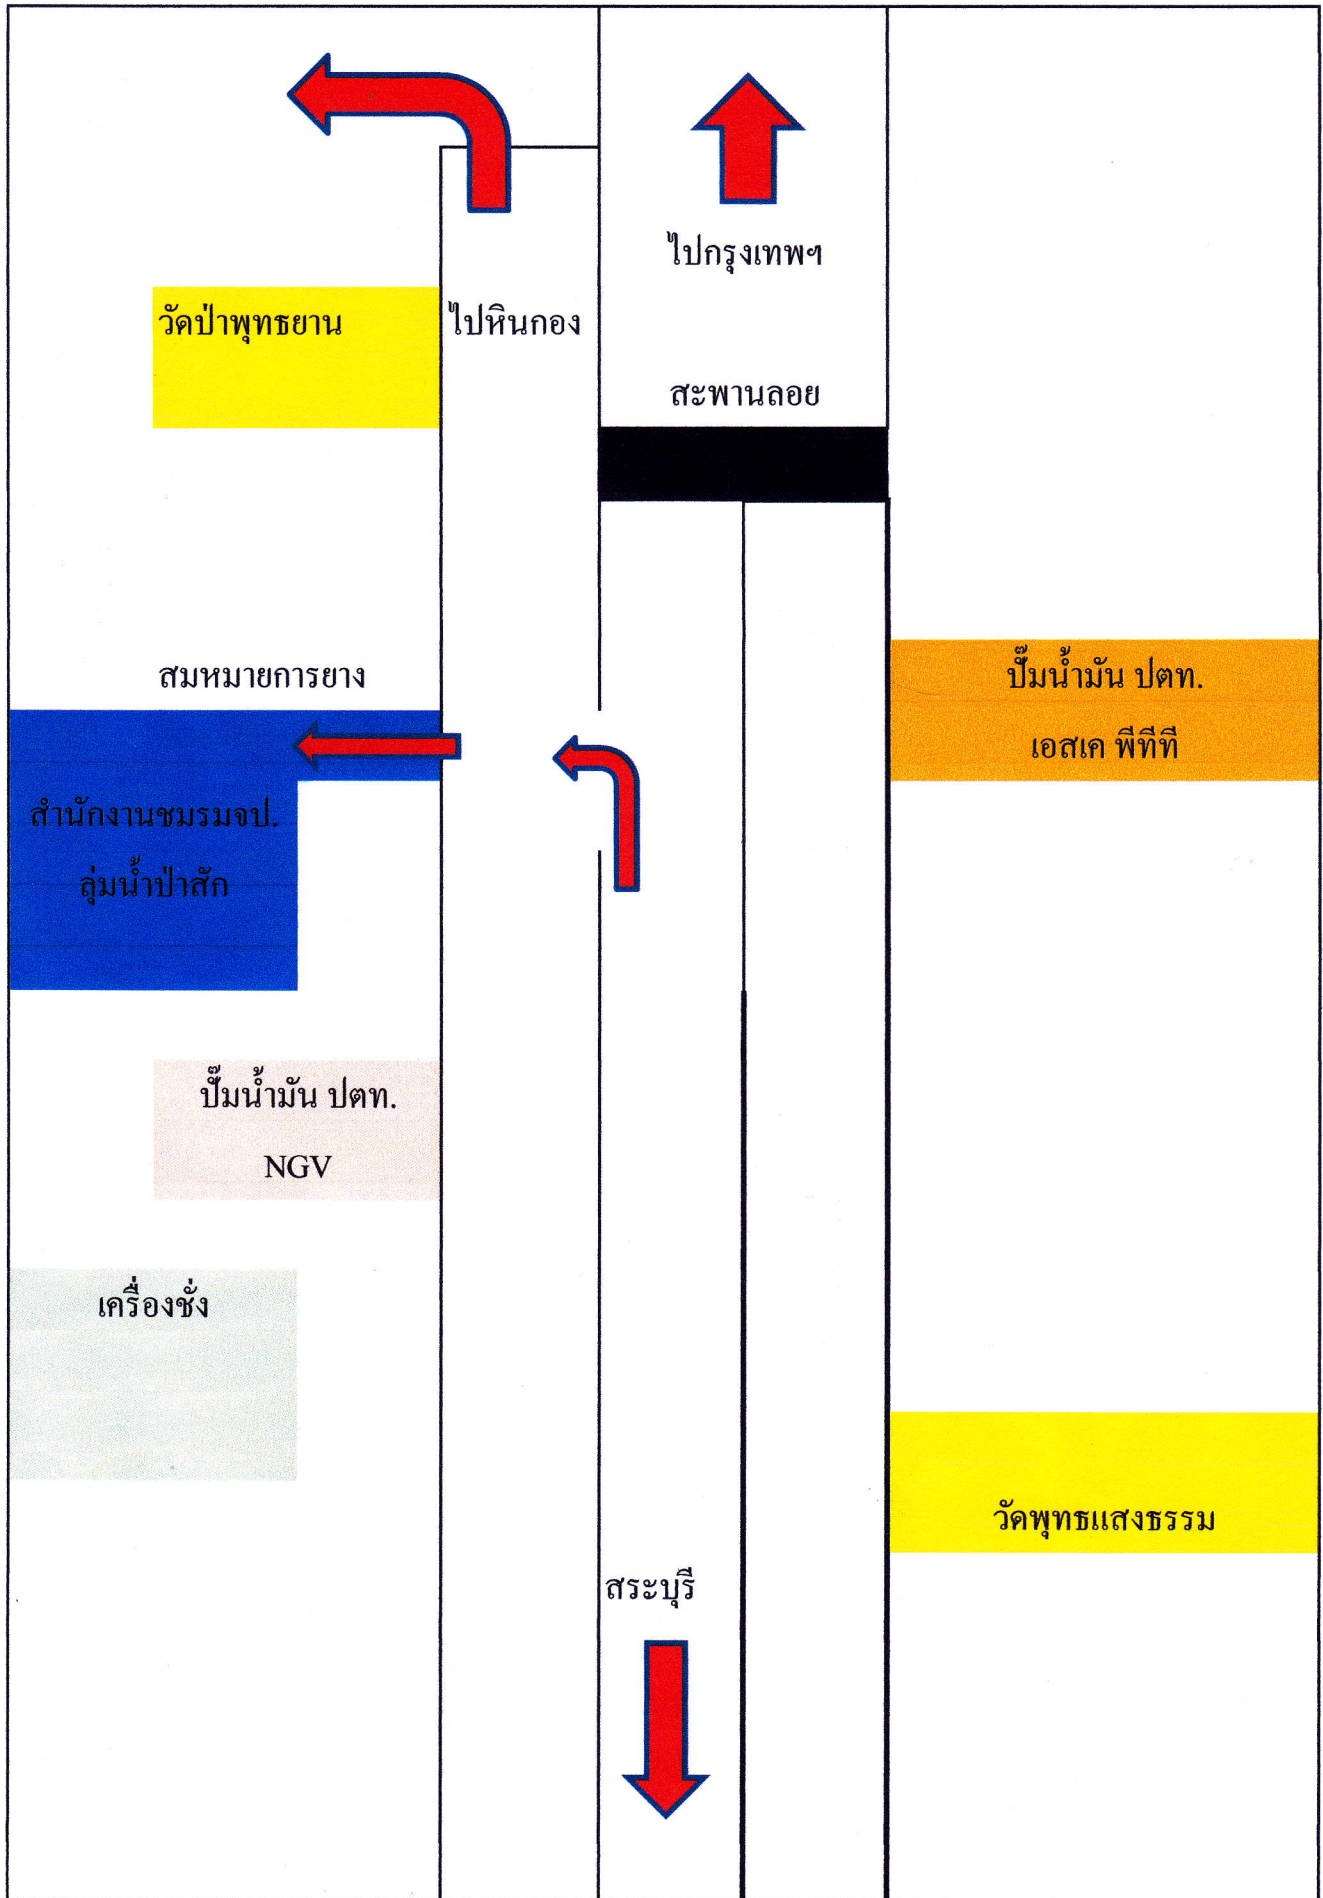 ไปกรุงเทพฯ
วัดป่าพุทธยาน
ไปหินกอง
สะพานลอย
สมหมายการยาง
ปั๊มน้ำมัน ปตท.
เอสเค พีทีที
สำนักงานชมรมจป.
ลุ่มน้ำป่าสัก
ปั๊มน้ำมัน ปตท.
NGV
เครื่องชั่ง
วัดพุทธแสงธรรม
สระบุรี